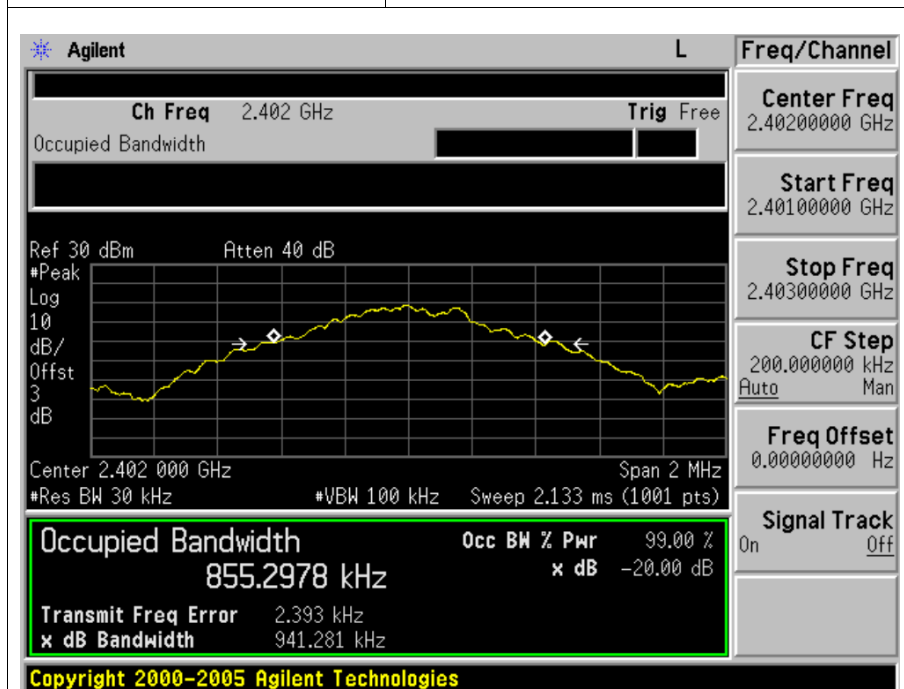 Agilent L Freq/Channel
Ch Freq 2.402 GHz Trig Free
Occupied Bandwidth
Center Freq
2.40200000 GHz
Start Freq
2.40100000 GHz
Stop Freq
2.40300000 GHz
CF Step
200.000000 kHz
Auto Man
Freq Offset
0.00000000 Hz
Signal Track
On Off
Ref 30 dBm Atten 40 dB
#Peak
Log
10
dB/
Offst
3
dB
Center 2.402 000 GHz Span 2 MHz
#Res BW 30 kHz #VBW 100 kHz Sweep 2.133 ms (1001 pts)
Occupied Bandwidth Occ BW % Pwr 99.00 %
855.2978 kHz x dB -20.00 dB
Transmit Freq Error 2.393 kHz
x dB Bandwidth 941.281 kHz
Copyright 2000-2005 Agilent Technologies